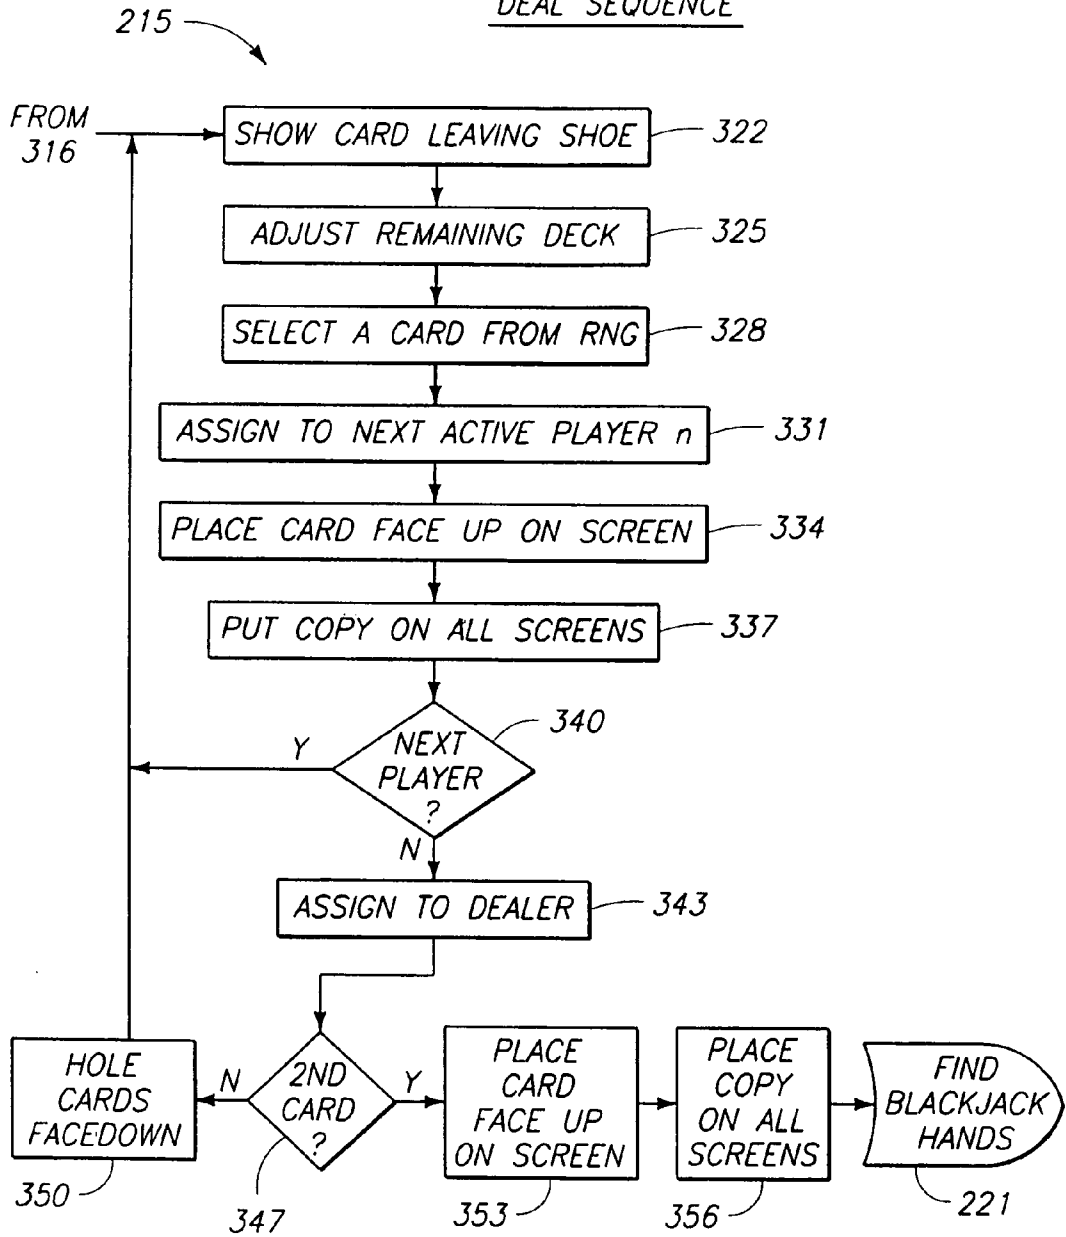 DEAL SEQUENCE
215
FROM
316
SHOW CARD LEAVING SHOE
322
ADJUST REMAINING DECK
325
SELECT A CARD FROM RNG
328
ASSIGN TO NEXT ACTIVE PLAYER n
331
PLACE CARD FACE UP ON SCREEN
334
PUT COPY ON ALL SCREENS
337
340
Y
NEXT
PLAYER
?
N
ASSIGN TO DEALER
343
HOLE
CARDS
FACEDOWN
350
N
2ND
CARD
?
Y
347
PLACE
CARD
FACE UP
ON SCREEN
353
PLACE
COPY
ON ALL
SCREENS
356
FIND
BLACKJACK
HANDS
221